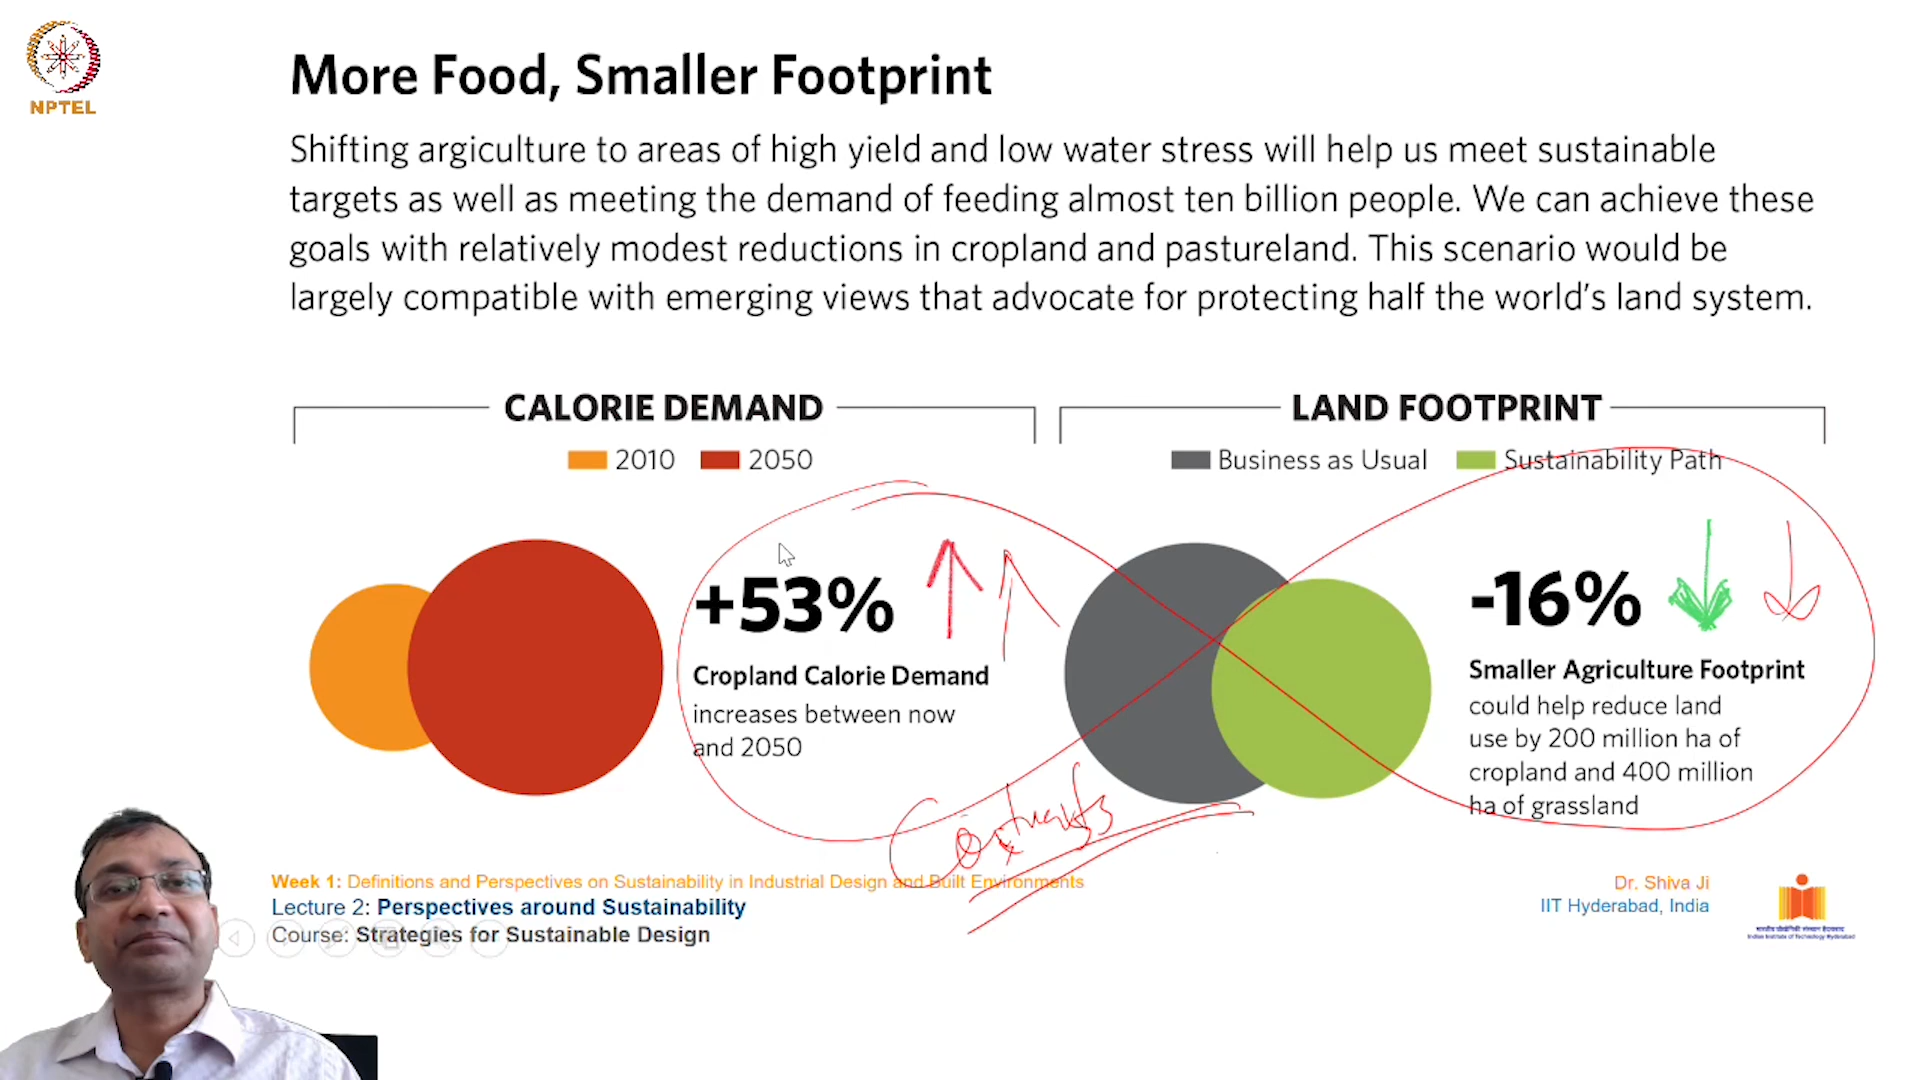 NPTEL
More Food, Smaller Footprint
Shifting argiculture to areas of high yield and low water stress will help us meet sustainable
targets as well as meeting the demand of feeding almost ten billion people. We can achieve these
goals with relatively modest reductions in cropland and pastureland. This scenario would be
largely compatible with emerging views that advocate for protecting half the world's land system.
CALORIE DEMAND
2010 2050
+53%
Cropland Calorie Demand
increases between now
and 2050
LAND FOOTPRINT
Business as Usual Sustainability Path
-16%
Smaller Agriculture Footprint
could help reduce land
use by 200 million ha of
cropland and 400 million
ha of grassland
Week 1: Definitions and Perspectives on Sustainability in Industrial Design and Built Environments
Lecture 2: Perspectives around Sustainability
Course: Strategies for Sustainable Design
Dr. Shiva Ji
IIT Hyderabad, India
Indian Institute of Technology Hyderabad